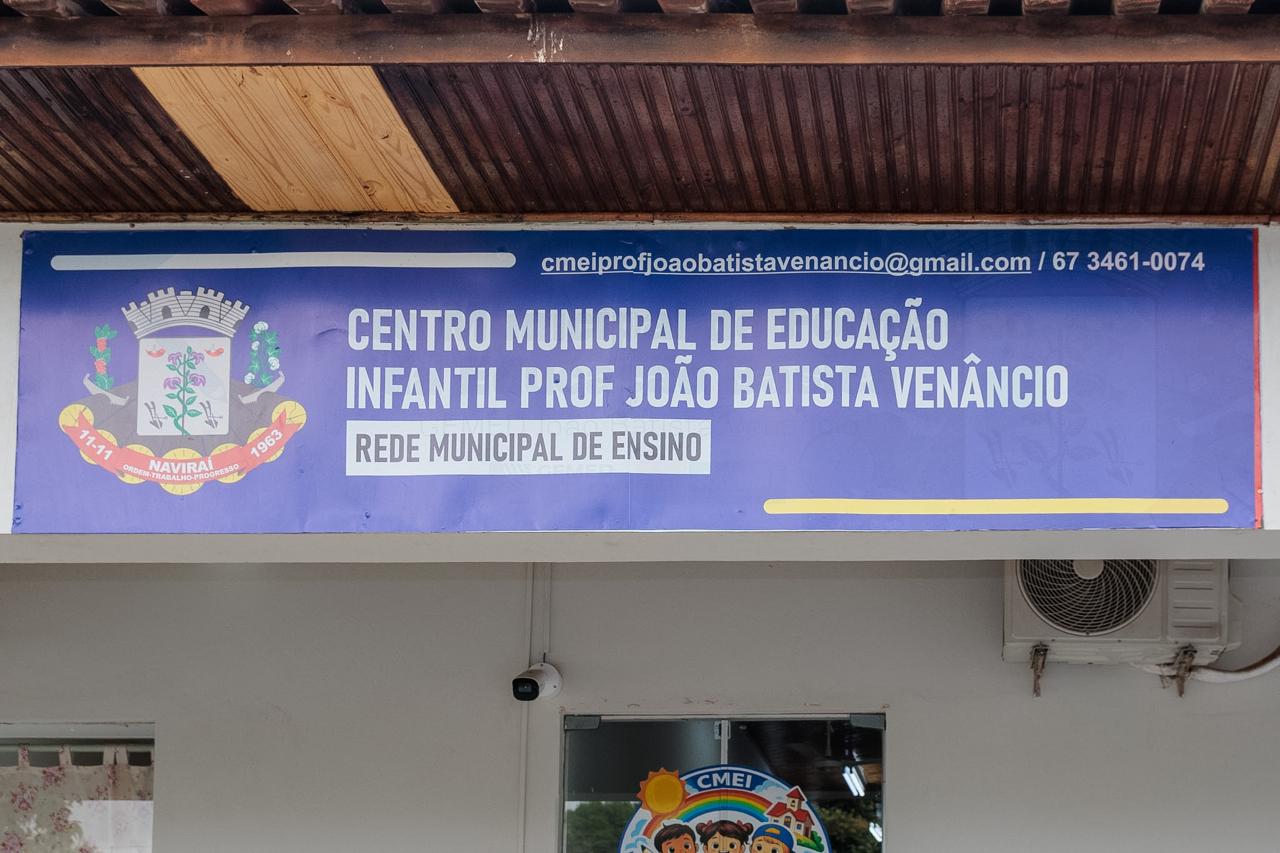 cmeiprofjoaobatistavenancio@gmail.com / 67 3461-0074
CENTRO MUNICIPAL DE EDUCAÇÃO
INFANTIL PROF JOÃO BATISTA VENÂNCIO
REDE MUNICIPAL DE ENSINO
11-11
NAVIRAÍ
1963
ORDEM-TRABALHO-PROGRESSO
CMEI